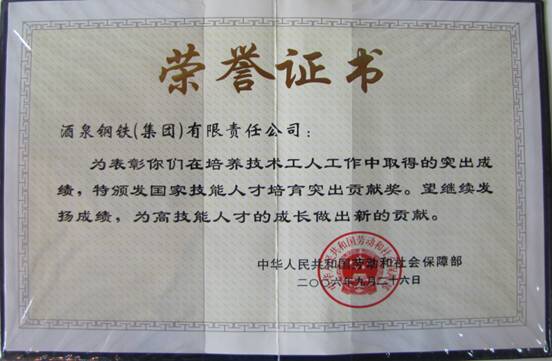 荣誉证书
酒泉钢铁(集团)有限责任公司：
为表彰你们在培养技术工人工作中取得的突出成
绩，特颁发国家技能人才培育突出贡献奖。望继续发
扬成绩，为高技能人才的成长做出新的贡献。
中华人民共和国劳动和社会保障部
二〇〇六年九月二十六日